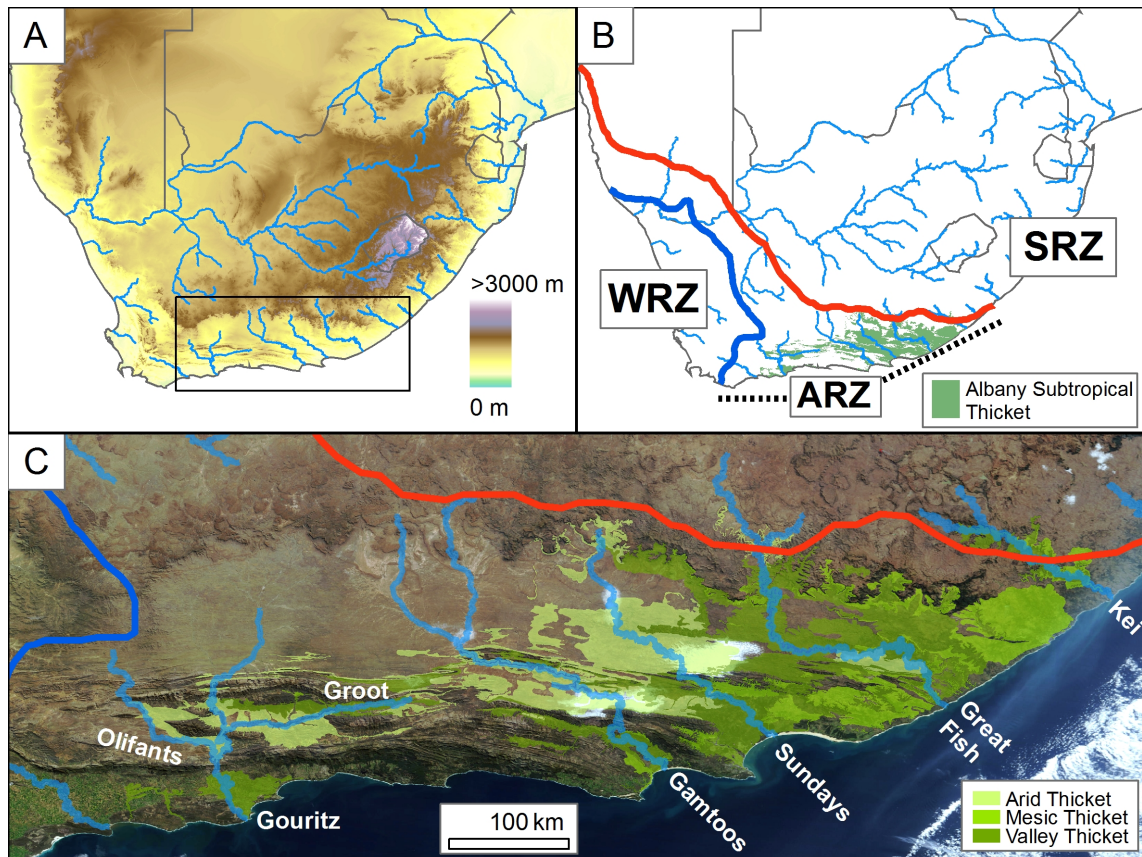 A
>3000 m
0 m
B
WRZ
SRZ
ARZ
Albany Subtropical
Thicket
C
Olifants
Groot
Gouritz
Gamtoos
Sundays
Great
Fish
Kei
100 km
Arid Thicket
Mesic Thicket
Valley Thicket